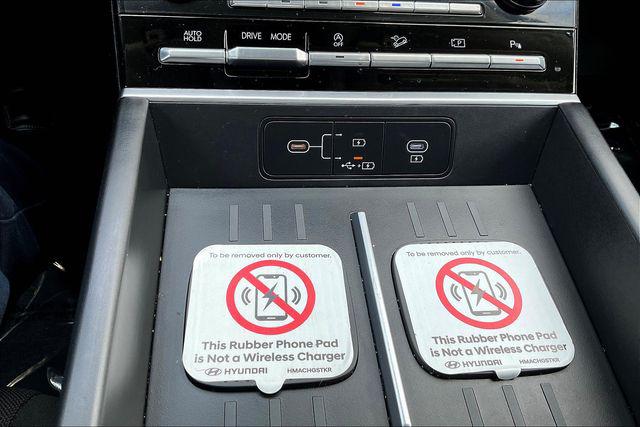 AUTO
HOLD
DRIVE MODE
OFF
P
To be removed only by customer.
This Rubber Phone Pad
is Not a Wireless Charger
HYUNDAI HMACHGSTKR
To be removed only by customer.
This Rubber Phone Pad
is Not a Wireless Charger
HYUNDAI HMACHGSTKR